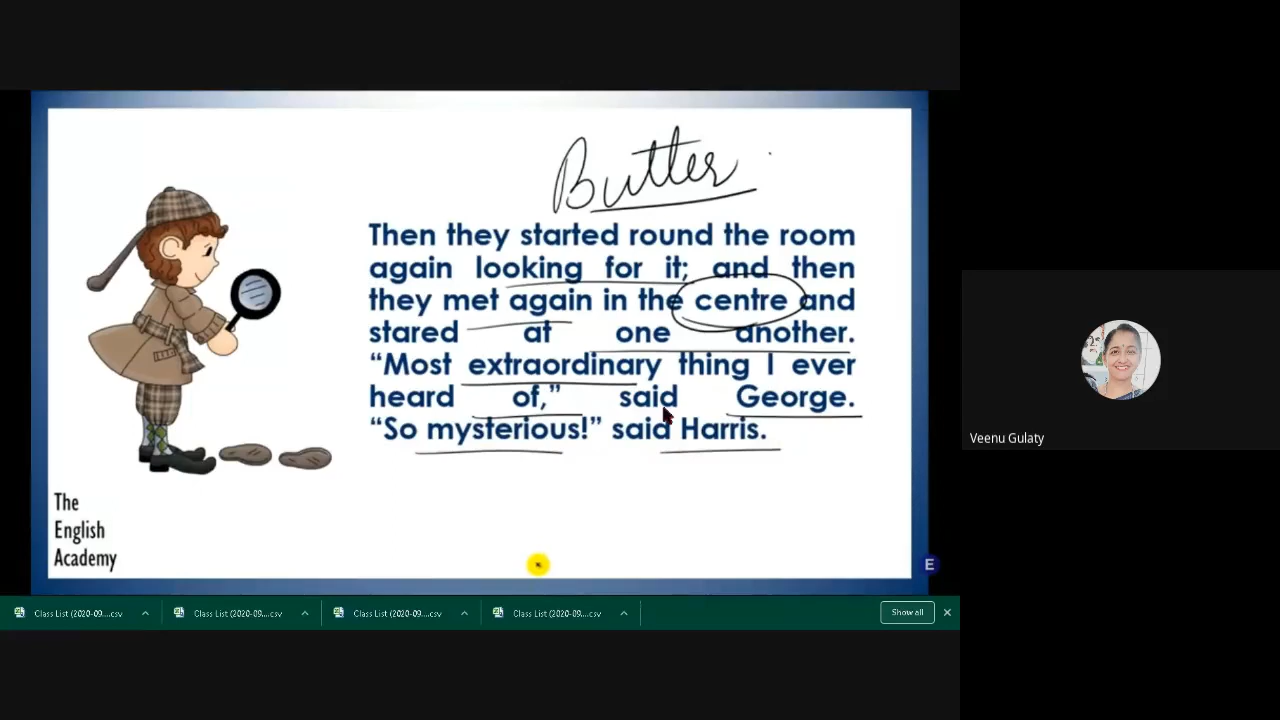 Butter
Then they started round the room
again looking for it; and then
they met again in the centre and
stared at one another.
“Most extraordinary thing I ever
heard of,” said George.
“So mysterious!” said Harris.
The
English
Academy
E
Veenu Gulaty
Class List (2020-09....csv
Class List (2020-09....csv
Class List (2020-09....csv
Class List (2020-09....csv
Show all